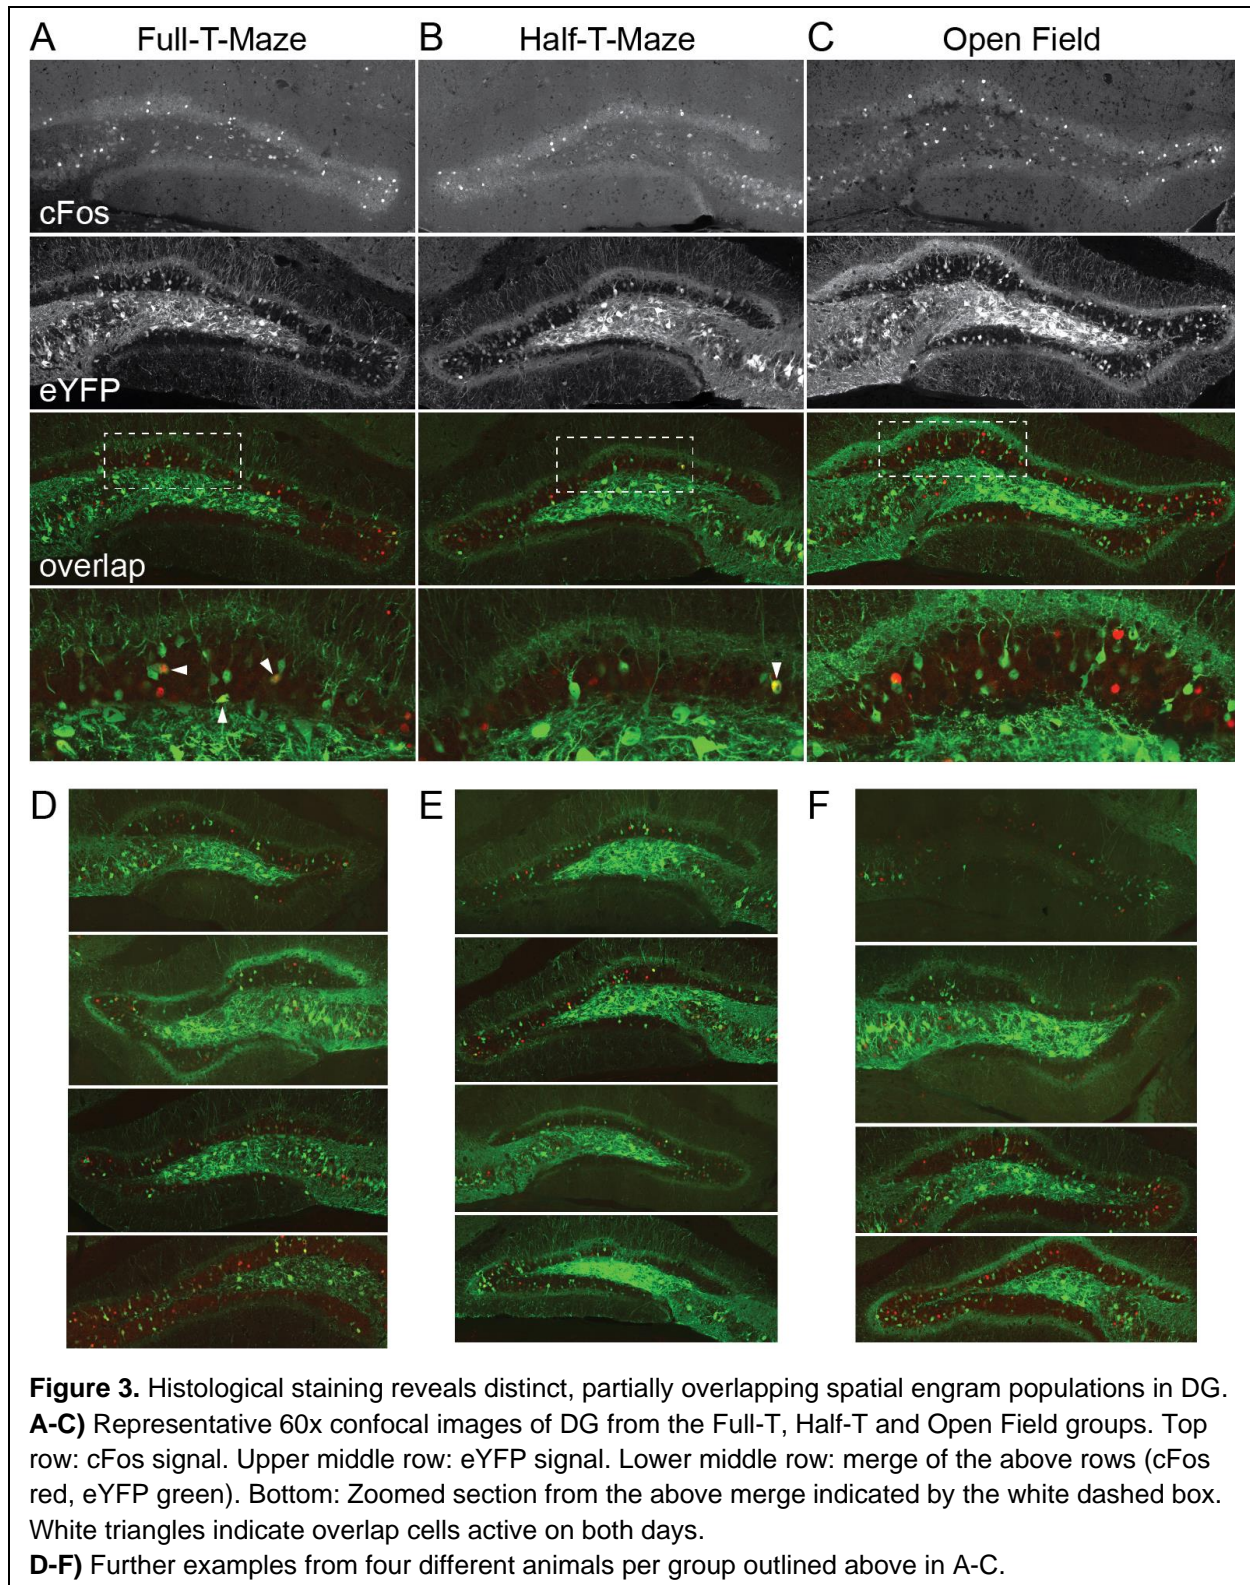 A Full-T-Maze B Half-T-Maze C Open Field
cFos
eYFP
overlap
D E F
Figure 3. Histological staining reveals distinct, partially overlapping spatial engram populations in DG.
A-C) Representative 60x confocal images of DG from the Full-T, Half-T and Open Field groups. Top
row: cFos signal. Upper middle row: eYFP signal. Lower middle row: merge of the above rows (cFos
red, eYFP green). Bottom: Zoomed section from the above merge indicated by the white dashed box.
White triangles indicate overlap cells active on both days.
D-F) Further examples from four different animals per group outlined above in A-C.